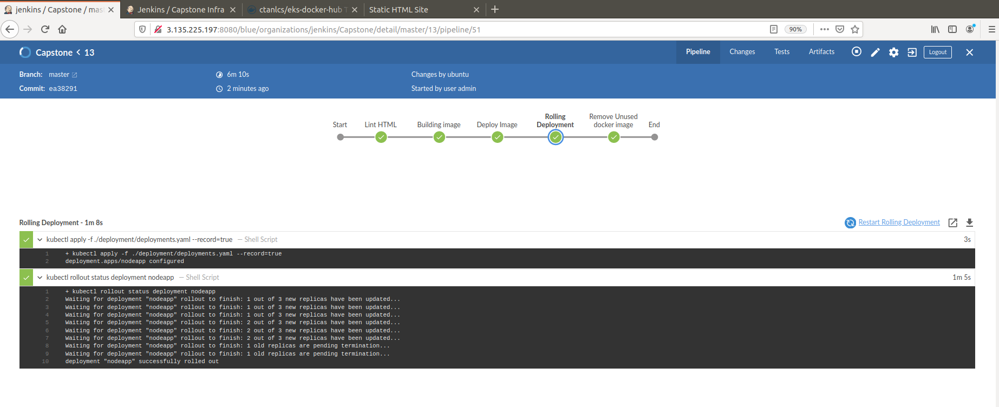 jenkins / Capstone / mas
Jenkins / Capstone Infra
ctanlcs/eks-docker-hub
Static HTML Site
3.135.225.197:8080/blue/organizations/jenkins/Capstone/detail/master/13/pipeline/51
90%
Capstone < 13
Pipeline
Changes
Tests
Artifacts
Logout
Branch: master
6m 10s
Changes by ubuntu
Commit: ea38291
2 minutes ago
Started by user admin
Start
Lint HTML
Building image
Deploy Image
Rolling
Deployment
Remove Unused
docker image
End
Rolling Deployment - 1m 8s
Restart Rolling Deployment
kubectl apply -f ./deployment/deployments.yaml --record=true — Shell Script
3s
1 + kubectl apply -f ./deployment/deployments.yaml --record=true
2 deployment.apps/nodeapp configured
kubectl rollout status deployment nodeapp — Shell Script
1m 5s
1 + kubectl rollout status deployment nodeapp
2 Waiting for deployment "nodeapp" rollout to finish: 1 out of 3 new replicas have been updated...
3 Waiting for deployment "nodeapp" rollout to finish: 1 out of 3 new replicas have been updated...
4 Waiting for deployment "nodeapp" rollout to finish: 1 out of 3 new replicas have been updated...
5 Waiting for deployment "nodeapp" rollout to finish: 2 out of 3 new replicas have been updated...
6 Waiting for deployment "nodeapp" rollout to finish: 2 out of 3 new replicas have been updated...
7 Waiting for deployment "nodeapp" rollout to finish: 2 out of 3 new replicas have been updated...
8 Waiting for deployment "nodeapp" rollout to finish: 1 old replicas are pending termination...
9 Waiting for deployment "nodeapp" rollout to finish: 1 old replicas are pending termination...
10 deployment "nodeapp" successfully rolled out